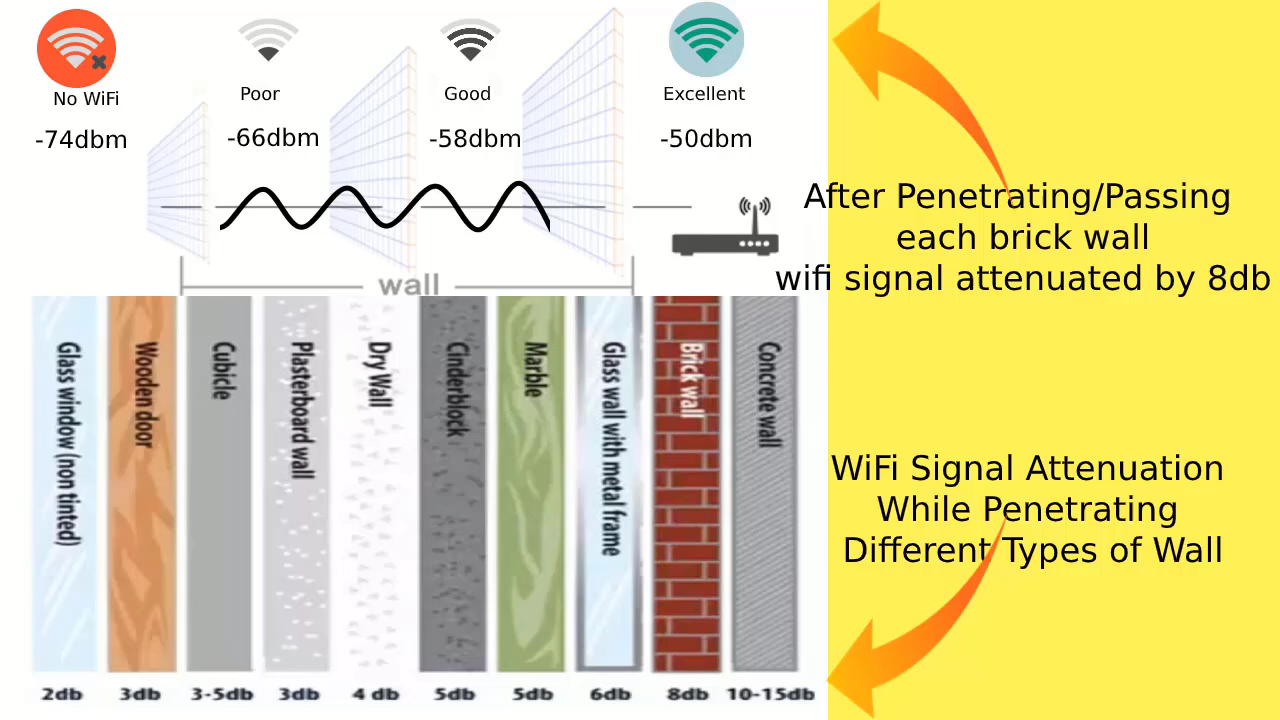 No WiFi
Poor
Good
Excellent
-74dbm
-66dbm
-58dbm
-50dbm
After Penetrating/Passing
each brick wall
wifi signal attenuated by 8db
wall
Glass window (non tinted)
Wooden door
Cubicle
Plasterboard wall
Dry Wall
Cinderblock
Marble
Glass wall with metal frame
Brick wall
Concrete wall
WiFi Signal Attenuation
While Penetrating
Different Types of Wall
2db
3db
3-5db
3db
4 db
5db
5db
6db
8db
10-15db